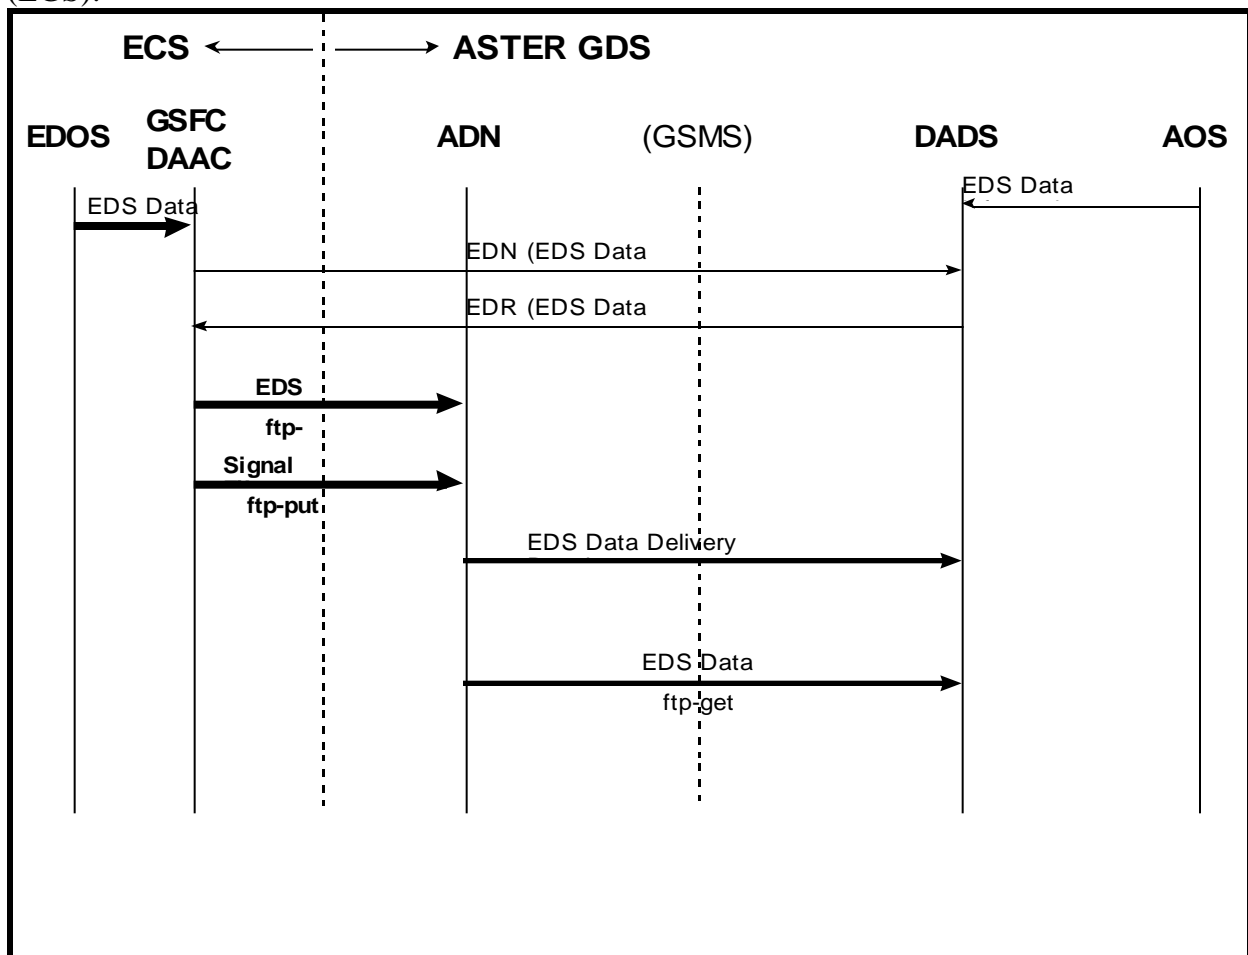 (ECS).
ECS ASTER GDS
EDOS GSFC DAAC ADN (GSMS) DADS AOS
EDS Data
EDS Data
EDN (EDS Data
EDR (EDS Data
EDS
ftp-
Signal
ftp-put
EDS Data Delivery
EDS Data
ftp-get